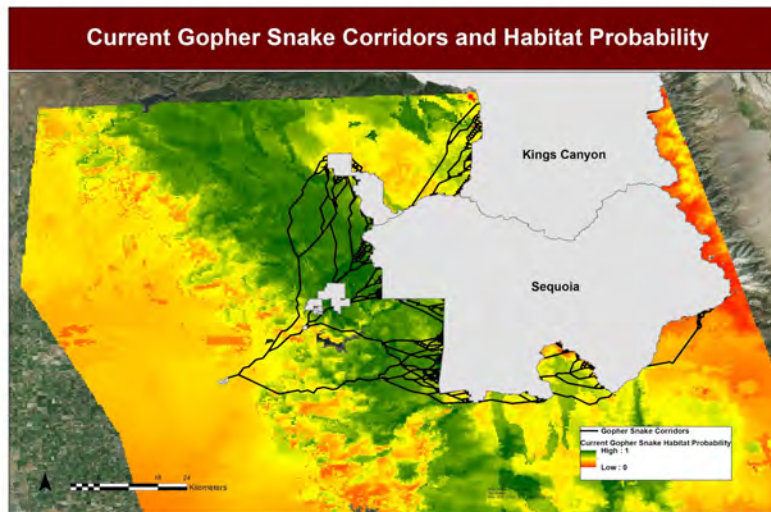 Current Gopher Snake Corridors and Habitat Probability
Kings Canyon
Sequoia
Gopher Snake Corridors
Current Gopher Snake Habitat Probability
High : 1
Low : 0
24
Kilometers